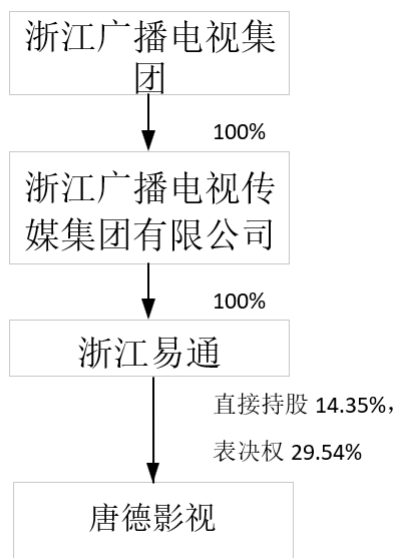 浙江广播电视集
团
100%
浙江广播电视传
媒集团有限公司
100%
浙江易通
直接持股 14.35%,
表决权 29.54%
唐德影视